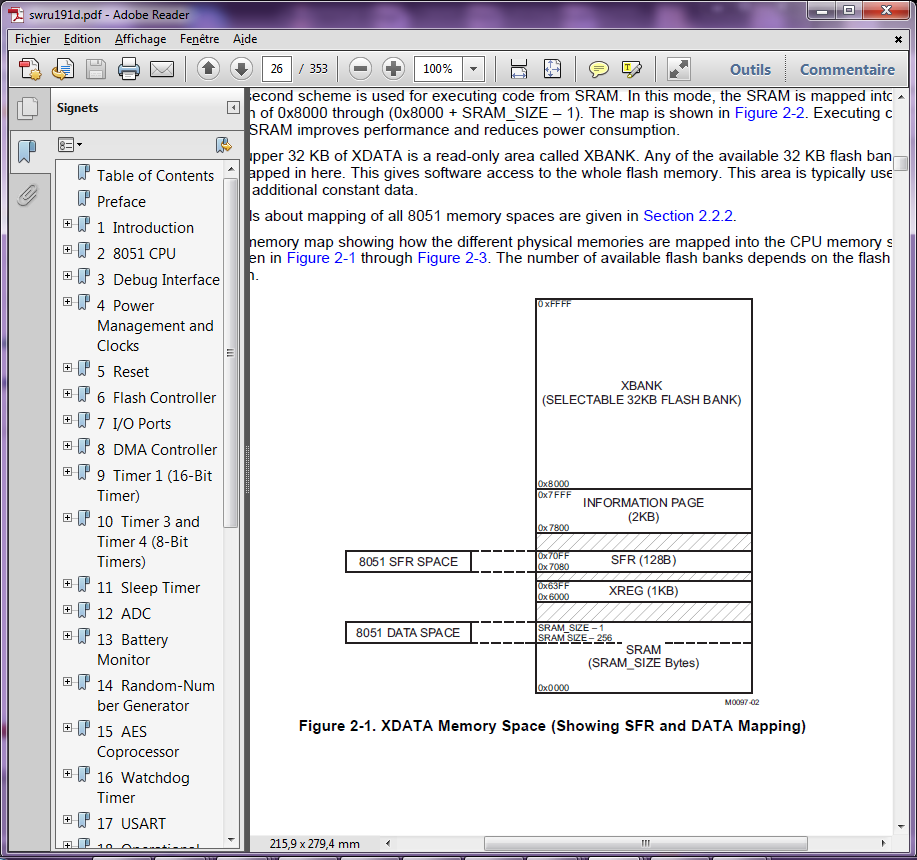 swru191d.pdf - Adobe Reader
Fichier Edition Affichage Fenêtre Aide
26 / 353 100% Outils Commentaire
Signets
Table of Contents
Preface
1 Introduction
2 8051 CPU
3 Debug Interface
4 Power
Management and
Clocks
5 Reset
6 Flash Controller
7 I/O Ports
8 DMA Controller
9 Timer 1 (16-Bit
Timer)
10 Timer 3 and
Timer 4 (8-Bit
Timers)
11 Sleep Timer
12 ADC
13 Battery
Monitor
14 Random-Num
ber Generator
15 AES
Coprocessor
16 Watchdog
Timer
17 USART
18 Operational
second scheme is used for executing code from SRAM. In this mode, the SRAM is mapped into
n of 0x8000 through (0x8000 + SRAM_SIZE – 1). The map is shown in Figure 2-2. Executing c
SRAM improves performance and reduces power consumption.
upper 32 KB of XDATA is a read-only area called XBANK. Any of the available 32 KB flash ban
apped in here. This gives software access to the whole flash memory. This area is typically use
additional constant data.
ls about mapping of all 8051 memory spaces are given in Section 2.2.2.
memory map showing how the different physical memories are mapped into the CPU memory s
en in Figure 2-1 through Figure 2-3. The number of available flash banks depends on the flash
n.
0xFFFF
XBANK
(SELECTABLE 32KB FLASH BANK)
0x8000
0x7FFF
INFORMATION PAGE
(2KB)
0x7800
8051 SFR SPACE
0x70FF
SFR (128B)
0x7080
0x63FF
XREG (1KB)
0x6000
8051 DATA SPACE
SRAM_SIZE – 1
SRAM SIZE – 256
SRAM
(SRAM_SIZE Bytes)
0x0000
M0097-02
Figure 2-1. XDATA Memory Space (Showing SFR and DATA Mapping)
215,9 x 279,4 mm